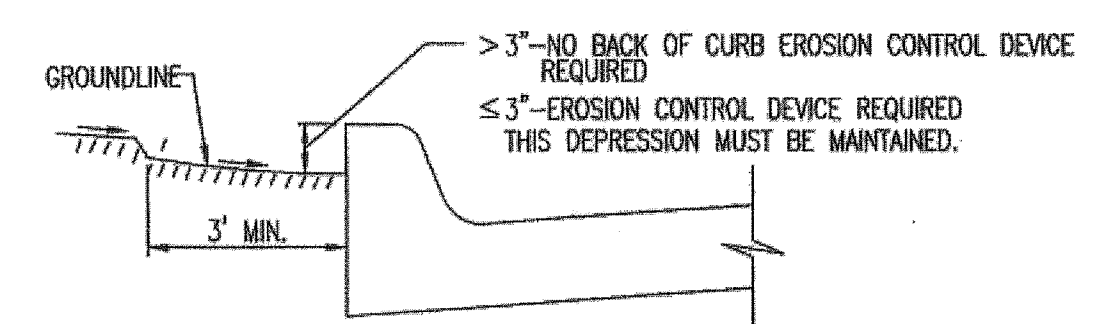 > 3"-NO BACK OF CURB EROSION CONTROL DEVICE
REQUIRED
GROUNDLINE
≤ 3"-EROSION CONTROL DEVICE REQUIRED
THIS DEPRESSION MUST BE MAINTAINED.
3' MIN.